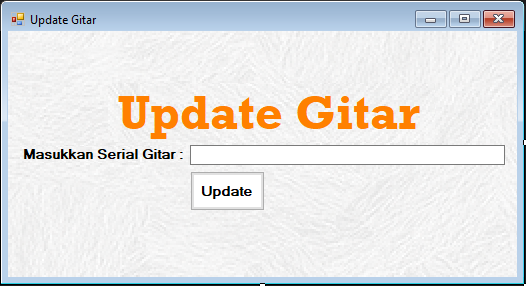 Update Gitar
Update Gitar
Masukkan Serial Gitar :
Update